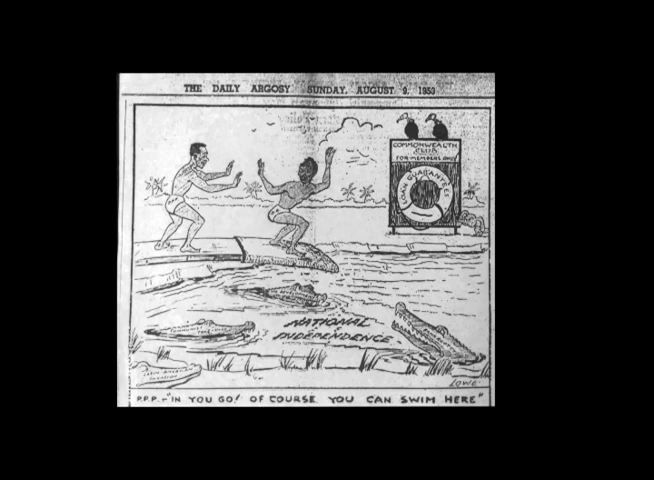 THE DAILY ARGOSY SUNDAY, AUGUST 9, 1953
COMMONWEALTH
CLUB
FOR MEMBERS ONLY
LOAN GUARANTEES
NATIONAL
INDEPENDENCE
LOWE
P.P.P. – "IN YOU GO! OF COURSE YOU CAN SWIM HERE"